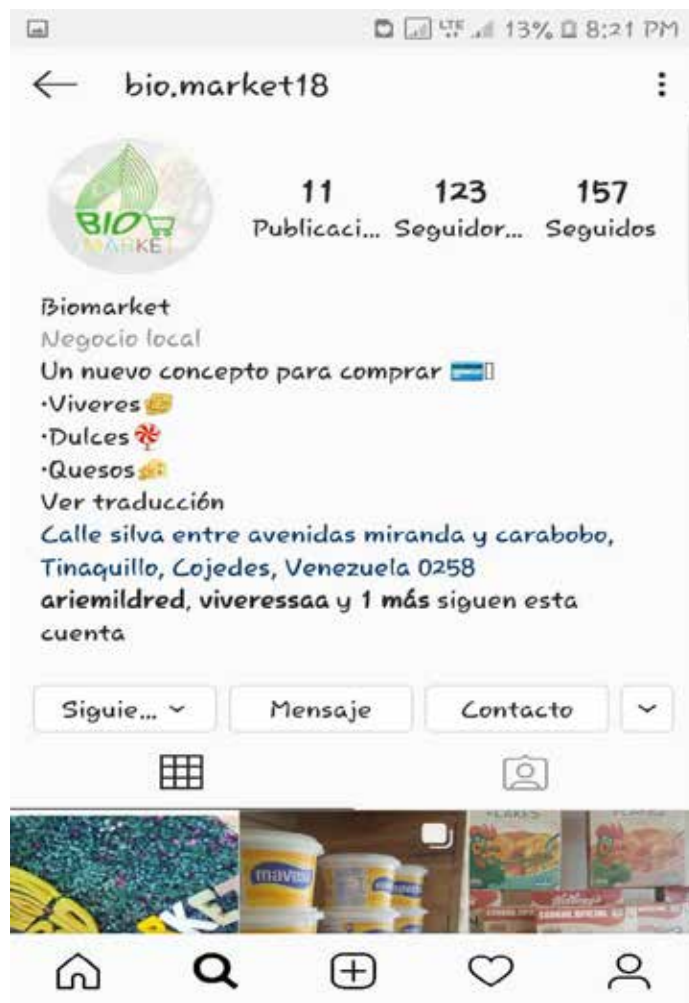 LTE 13% 8:21 PM
bio.market18
BIO
MARKET
11 123 157
Publicaci... Seguidor... Seguidos
Biomarket
Negocio local
Un nuevo concepto para comprar
·Viveres
·Dulces
·Quesos
Ver traducción
Calle silva entre avenidas miranda y carabobo,
Tinaquillo, Cojedes, Venezuela 0258
ariemildred, viveressaa y 1 más siguen esta
cuenta
Siguie... Mensaje Contacto
mavesa
Kellogg's